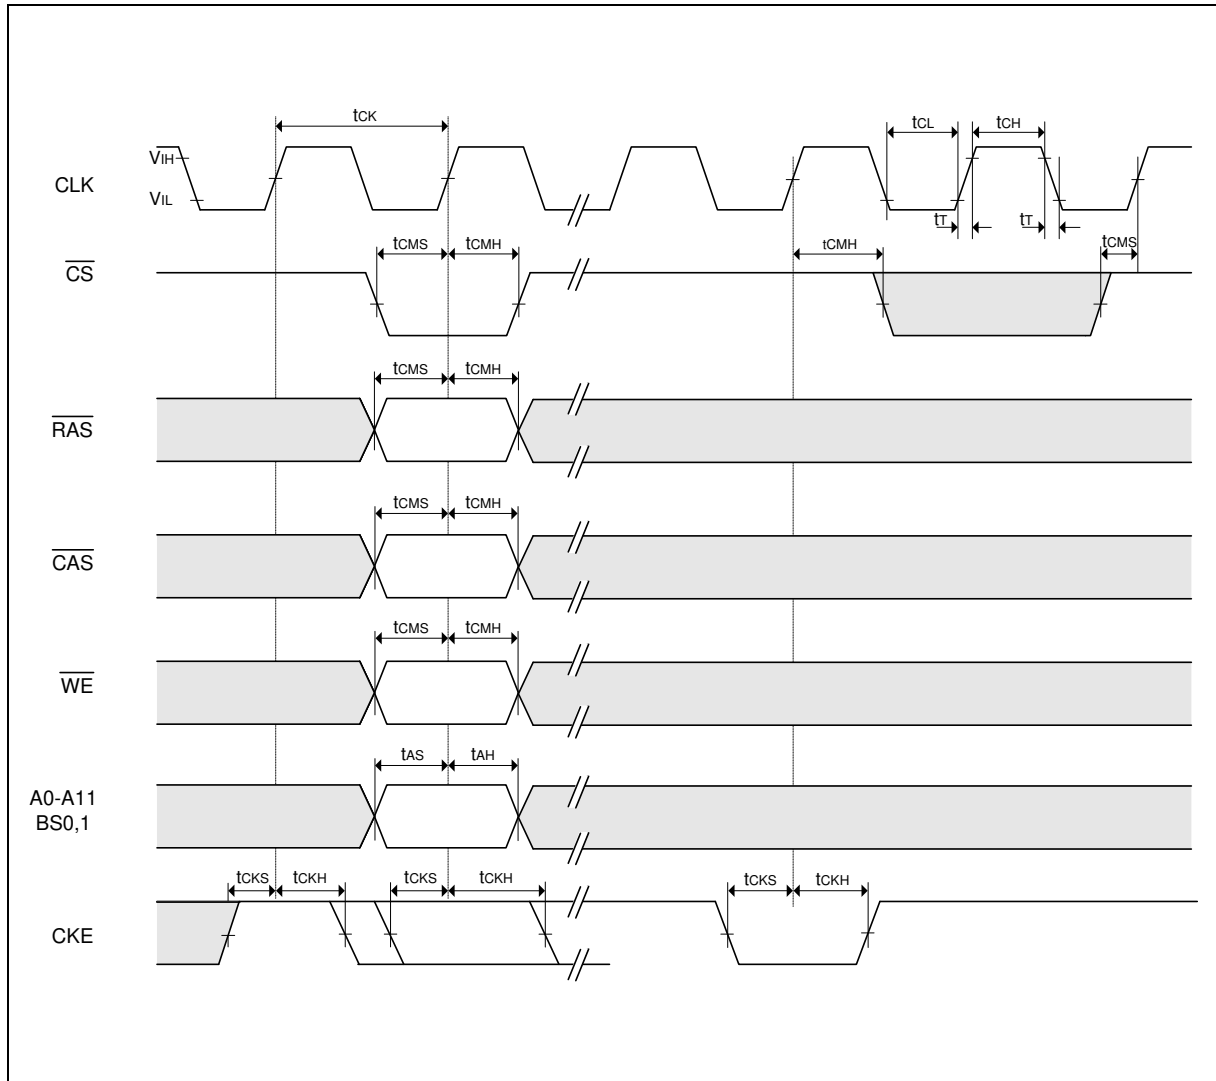 tCK
tCL
tCH
VIH
VIL
CLK
tT
tT
tCMS
tCMH
tCMH
tCMS
CS
tCMS
tCMH
RAS
tCMS
tCMH
CAS
tCMS
tCMH
WE
tAS
tAH
A0-A11
BS0,1
tCKS
tCKH
tCKS
tCKH
tCKS
tCKH
CKE